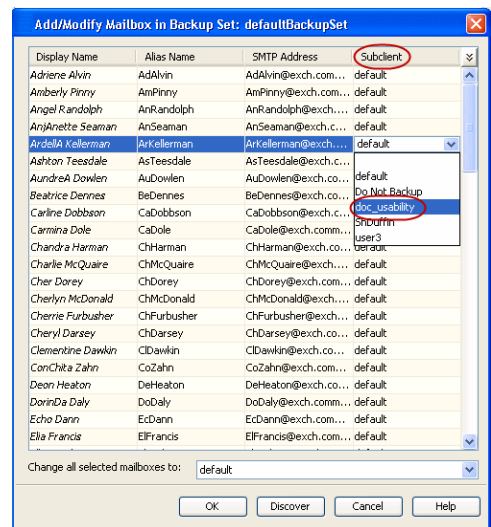 Add/Modify Mailbox in Backup Set: defaultBackupSet
Display Name Alias Name SMTP Address Subclient
Adriene Alvin AdAlvin AdAlvin@exch.com... default
Amberly Pinny AmPinny AmPinny@exch.com... default
Angel Randolph AnRandolph AnRandolph@exch.... default
AnjAnette Seaman AnSeaman AnSeaman@exch.c... default
ArdellA Kellerman ArKellerman ArKellerman@exch.... default
Ashton Teesdale AsTeesdale AsTeesdale@exch.c...
AundreA Dowlen AuDowlen AuDowlen@exch.co... default
Beatrice Dennes BeDennes BeDennes@exch.co... Do Not Backup
Carline Dobbson CaDobbson CaDobbson@exch.c... doc_usability
Carmina Dole CaDole CaDole@exch.comm... ShDuffin
user3
Chandra Harman ChHarman ChHarman@exch.co... default
Charlie McQuaire ChMcQuaire ChMcQuaire@exch.... default
Cher Dorey ChDorey ChDorey@exch.com... default
Cherlyn McDonald ChMcDonald ChMcDonald@exch.... default
Cherrie Furbusher ChFurbusher ChFurbusher@exch.... default
Cheryl Darsey ChDarsey ChDarsey@exch.co... default
Clementine Dawkin ClDawkin ClDawkin@exch.co... default
ConChita Zahn CoZahn CoZahn@exch.com... default
Deon Heaton DeHeaton DeHeaton@exch.co... default
DorinDa Daly DoDaly DoDaly@exch.comm... default
Echo Dann EcDann EcDann@exch.com... default
Elia Francis ElFrancis ElFrancis@exch.com... default
Change all selected mailboxes to: default
OK Discover Cancel Help